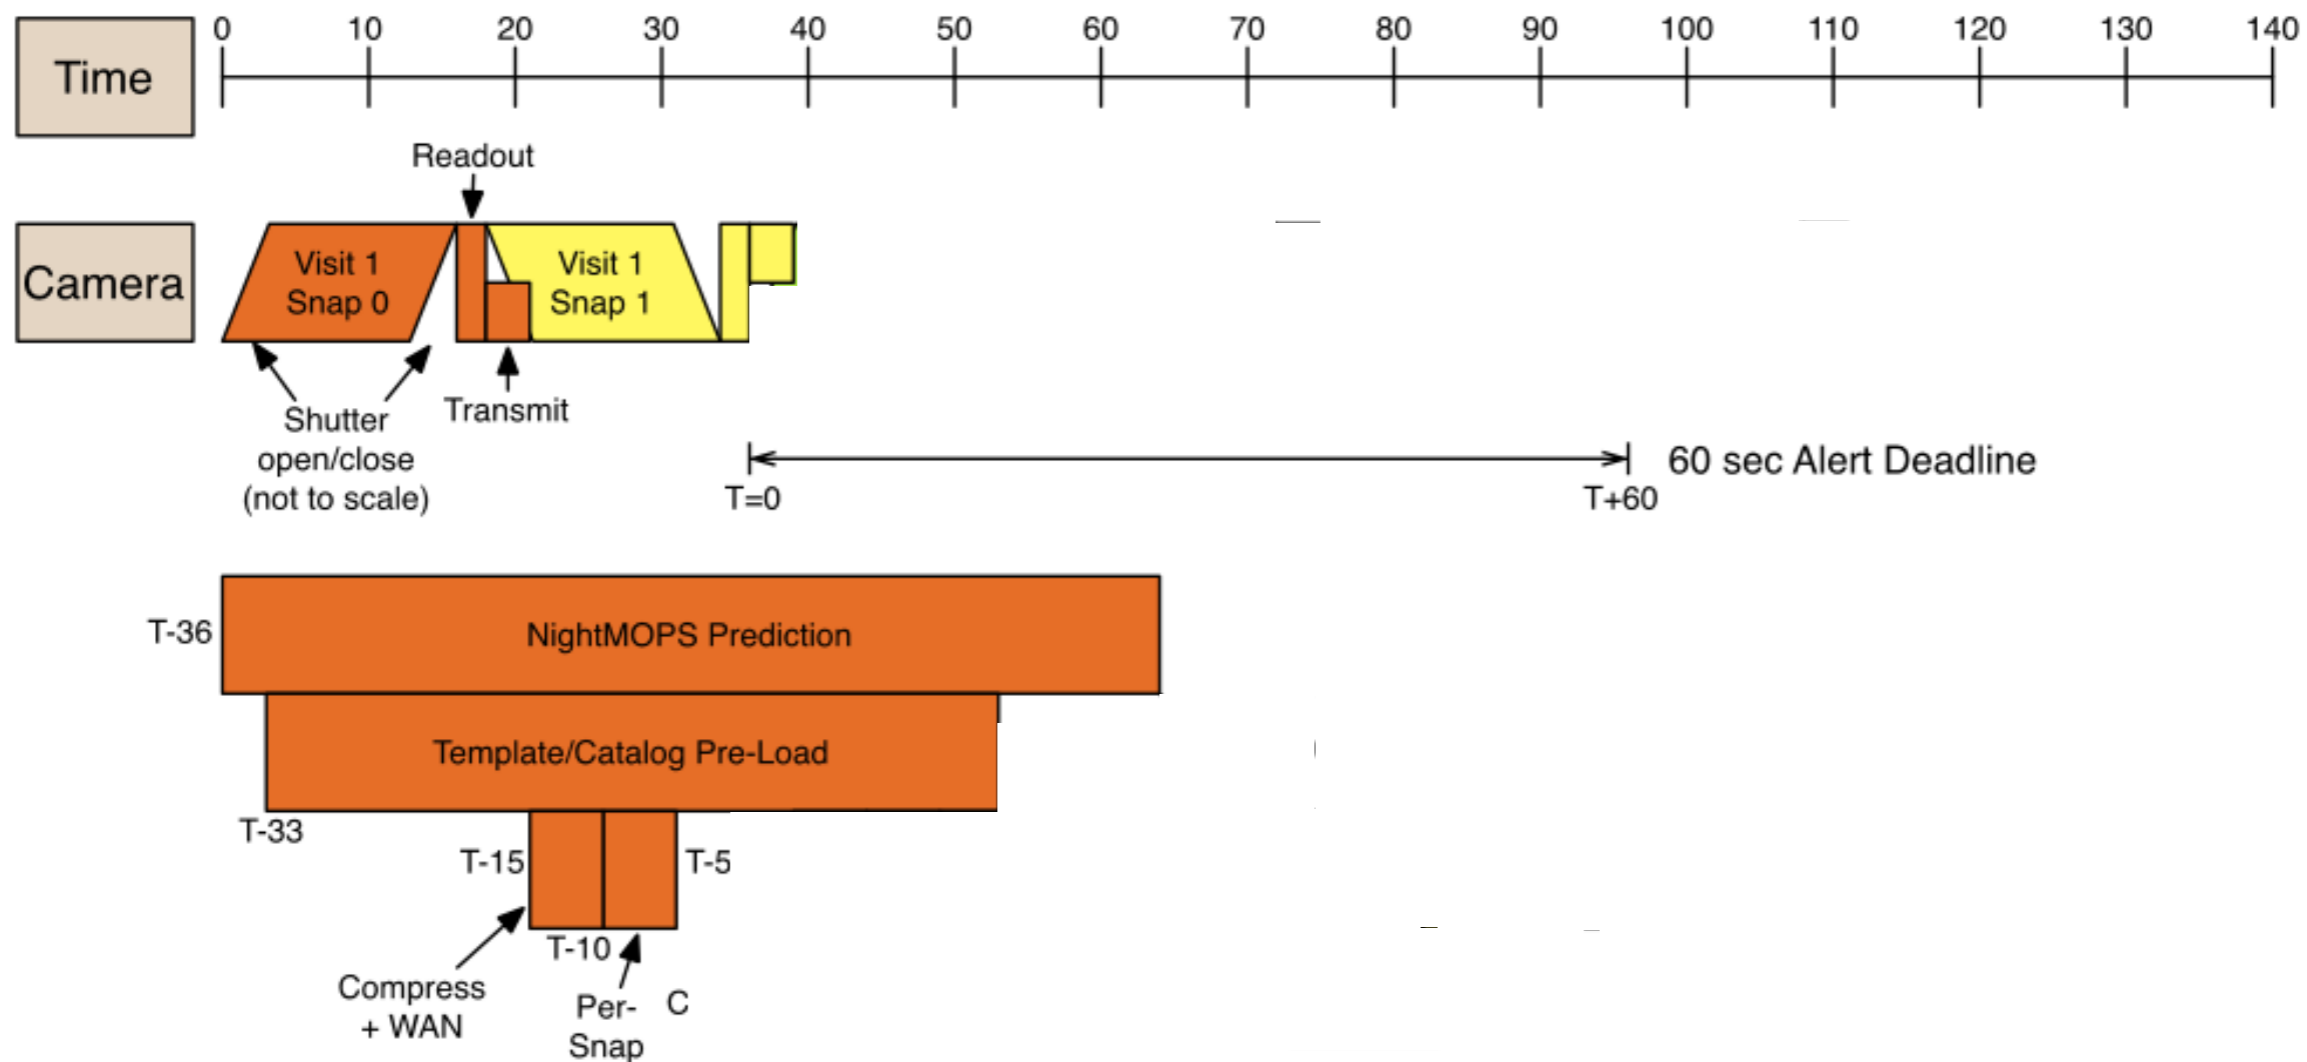 Time
0 10 20 30 40 50 60 70 80 90 100 110 120 130 140
Readout
Camera
Visit 1
Snap 0
Visit 1
Snap 1
Shutter
open/close
(not to scale)
Transmit
60 sec Alert Deadline
T=0
T+60
T-36
NightMOPS Prediction
Template/Catalog Pre-Load
T-33
T-15
T-5
T-10
Compress
+ WAN
Per-
Snap
C